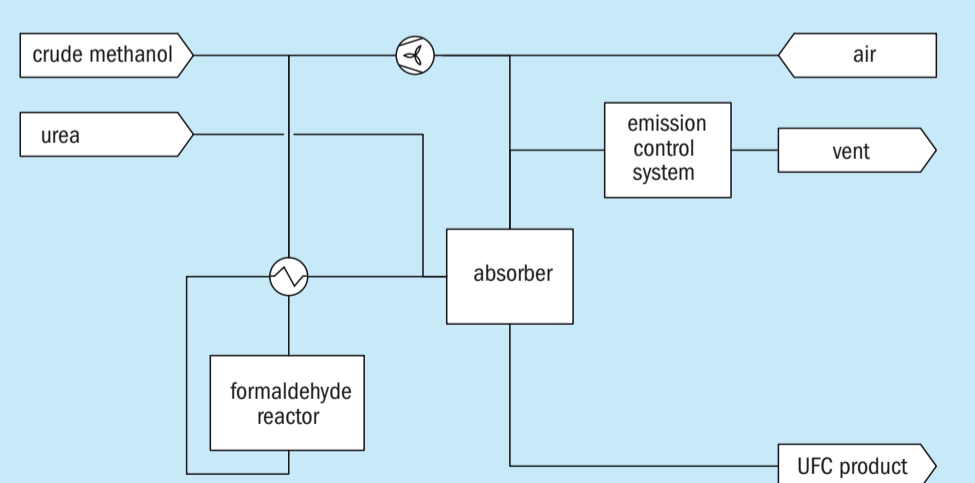 crude methanol
air
urea
emission
control
system
vent
absorber
formaldehyde
reactor
UFC product